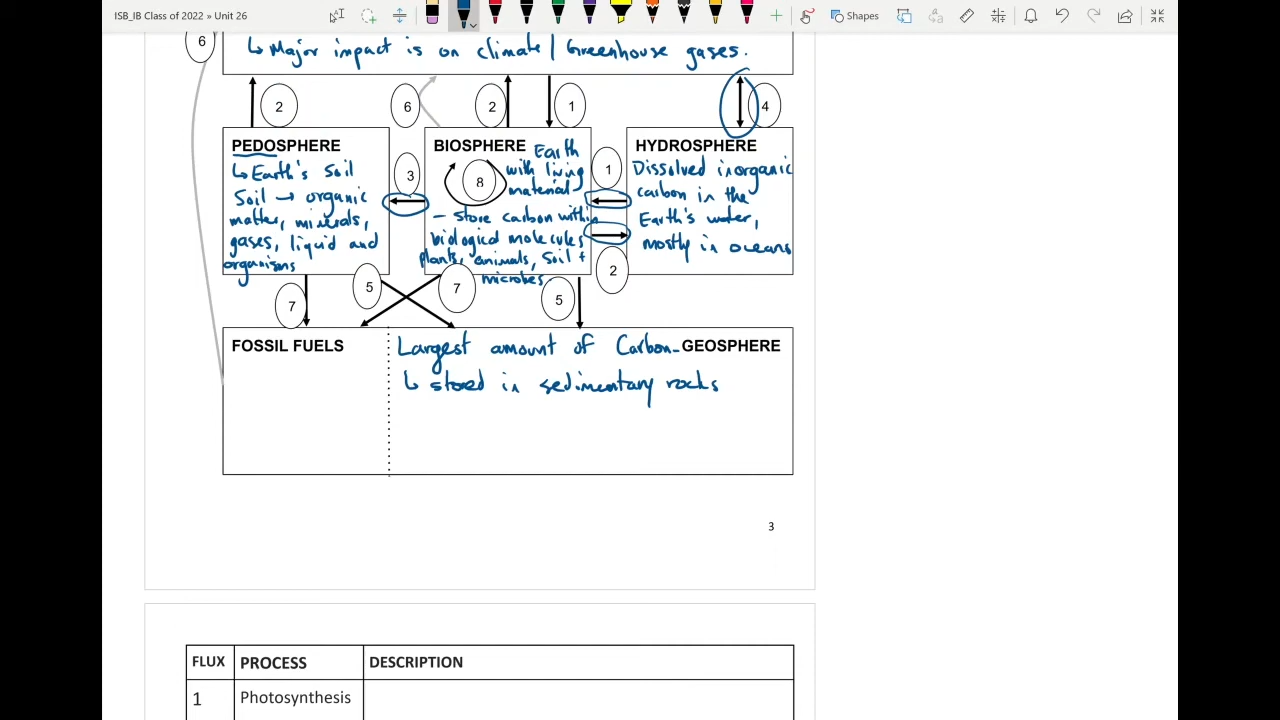 ISB_IB Class of 2022 » Unit 26
Shapes
6
↳ Major impact is on climate / Greenhouse gases.
2
6
2
1
4
PEDOSPHERE
↳ Earth's Soil
Soil → organic
matter, minerals,
gases, liquid and
organisms
3
BIOSPHERE
Earth
with living
material
8
- store carbon within
biological molecules
plants, animals, soil +
microbes
1
2
HYDROSPHERE
Dissolved inorganic
carbon in the
Earth's water,
mostly in oceans
7
5
7
5
FOSSIL FUELS
Largest amount of Carbon-
GEOSPHERE
↳ stored in sedimentary rocks
3
FLUX PROCESS DESCRIPTION
1 Photosynthesis